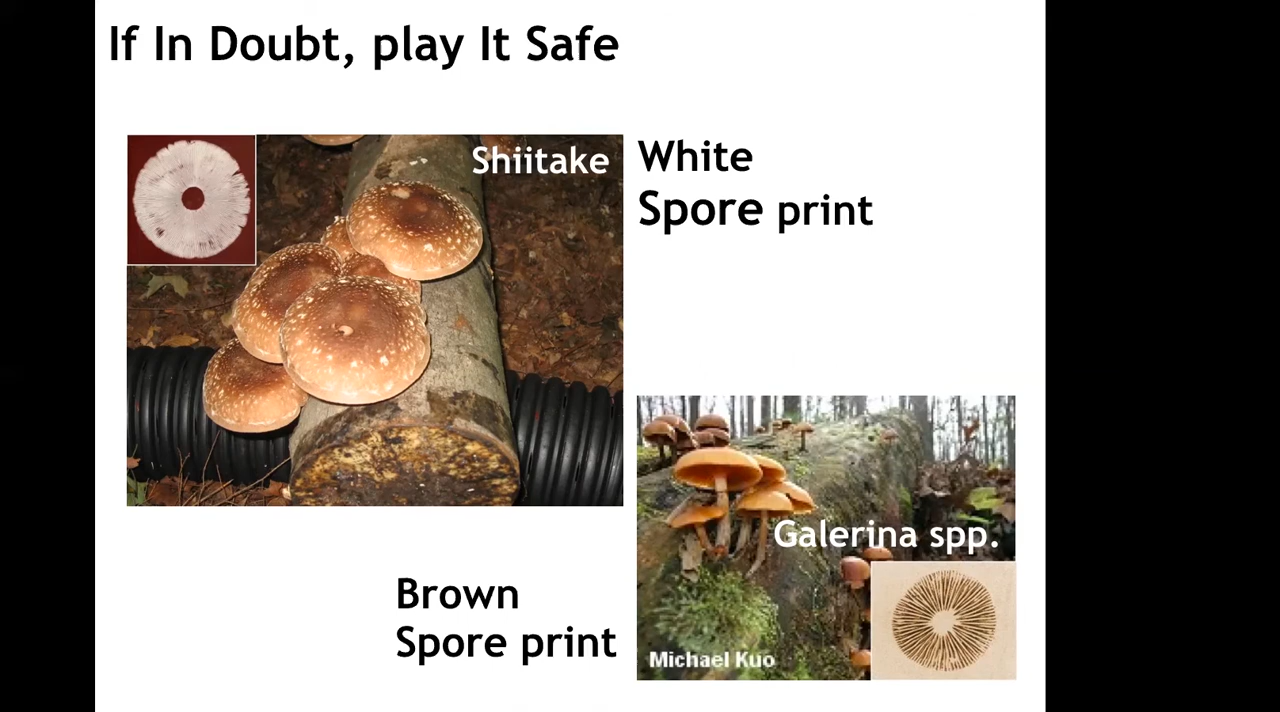 If In Doubt, play It Safe
Shiitake
White
Spore print
Galerina spp.
Brown
Spore print
Michael Kuo